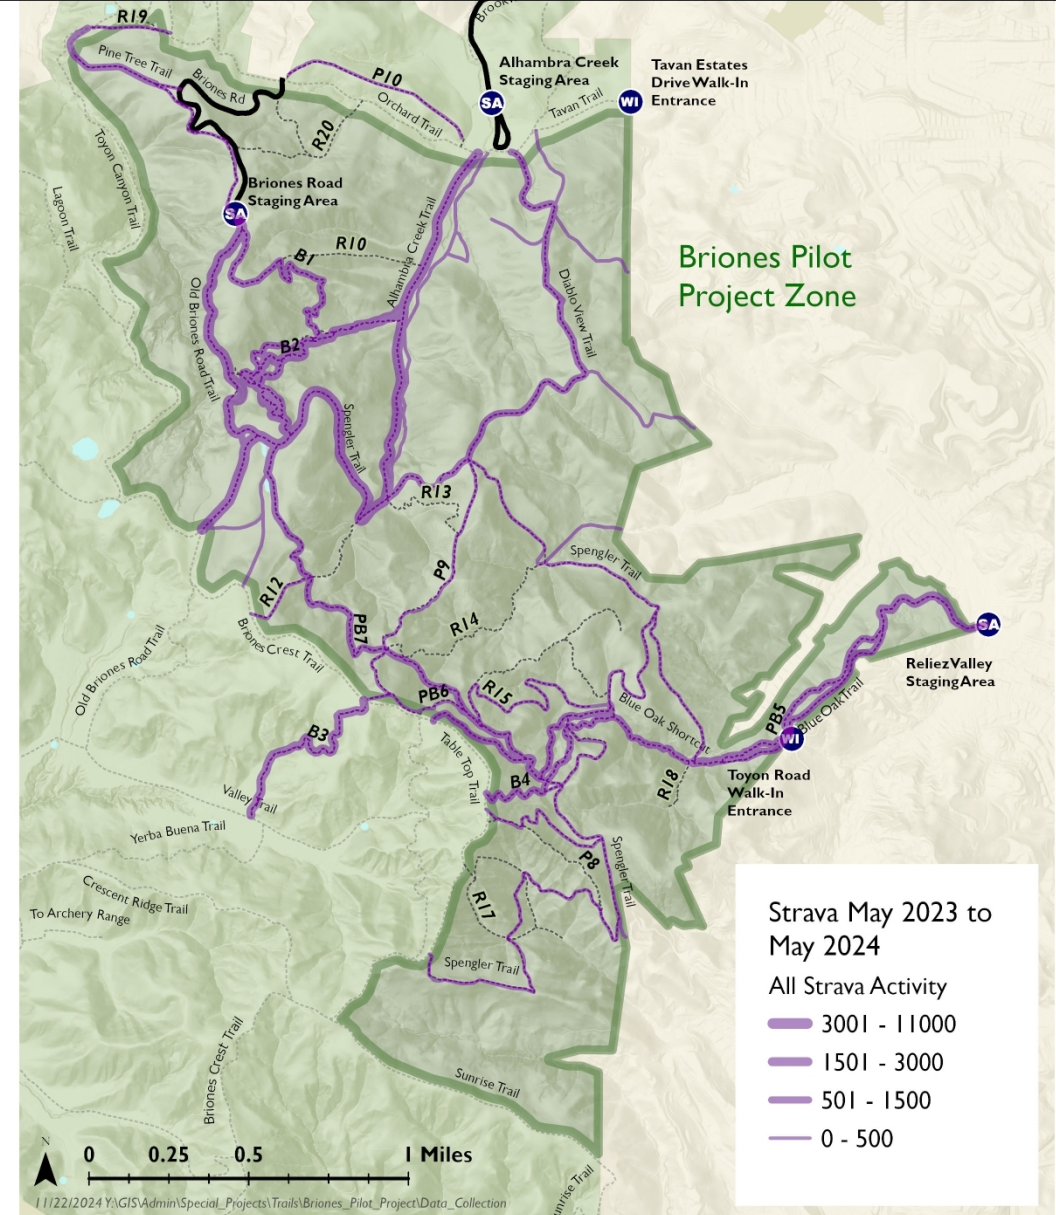 Brook
R19
Pine Tree Trail
Briones Rd
P10
Orchard Trail
R20
Alhambra Creek
Staging Area
SA
Tavan Estates
Drive Walk-In
Entrance
WI
Tavan Trail
Toyon Canyon Trail
Lagoon Trail
Briones Road
Staging Area
SA
R10
B1
Alhambra Creek Trail
Briones Pilot
Project Zone
Old Briones Road Trail
Diablo View Trail
B2
Spengler Trail
R13
P9
Spengler Trail
R12
PB7
R14
Briones Crest Trail
Old Briones Road Trail
SA
Reliez Valley
Staging Area
PB6
R15
Blue Oak Shortcut
PB5
Blue Oak Trail
WI
B3
Table Top Trail
B4
R18
Toyon Road
Walk-In
Entrance
Valley Trail
Yerba Buena Trail
P8
Spengler Trail
Crescent Ridge Trail
To Archery Range
R17
Spengler Trail
Briones Crest Trail
Sunrise Trail
unrise Trail
Strava May 2023 to
May 2024
All Strava Activity
3001 - 11000
1501 - 3000
501 - 1500
0 - 500
N
0 0.25 0.5 1 Miles
11/22/2024 Y:\GIS\Admin\Special_Projects\Trails\Briones_Pilot_Project\Data_Collection